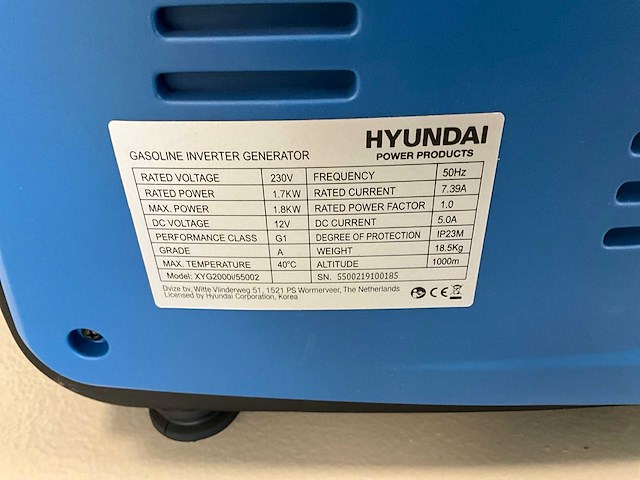 HYUNDAI
POWER PRODUCTS
GASOLINE INVERTER GENERATOR
RATED VOLTAGE 230V FREQUENCY 50Hz
RATED POWER 1.7KW RATED CURRENT 7.39A
MAX. POWER 1.8KW RATED POWER FACTOR 1.0
DC VOLTAGE 12V DC CURRENT 5.0A
PERFORMANCE CLASS G1 DEGREE OF PROTECTION IP23M
GRADE A WEIGHT 18.5Kg
MAX. TEMPERATURE 40°C ALTITUDE 1000m
Model: XYG2000i/55002 SN. 5500219100185
Dvize bv, Witte Vlinderweg 51, 1521 PS Wormerveer, The Netherlands
Licensed by Hyundai Corporation, Korea
CE